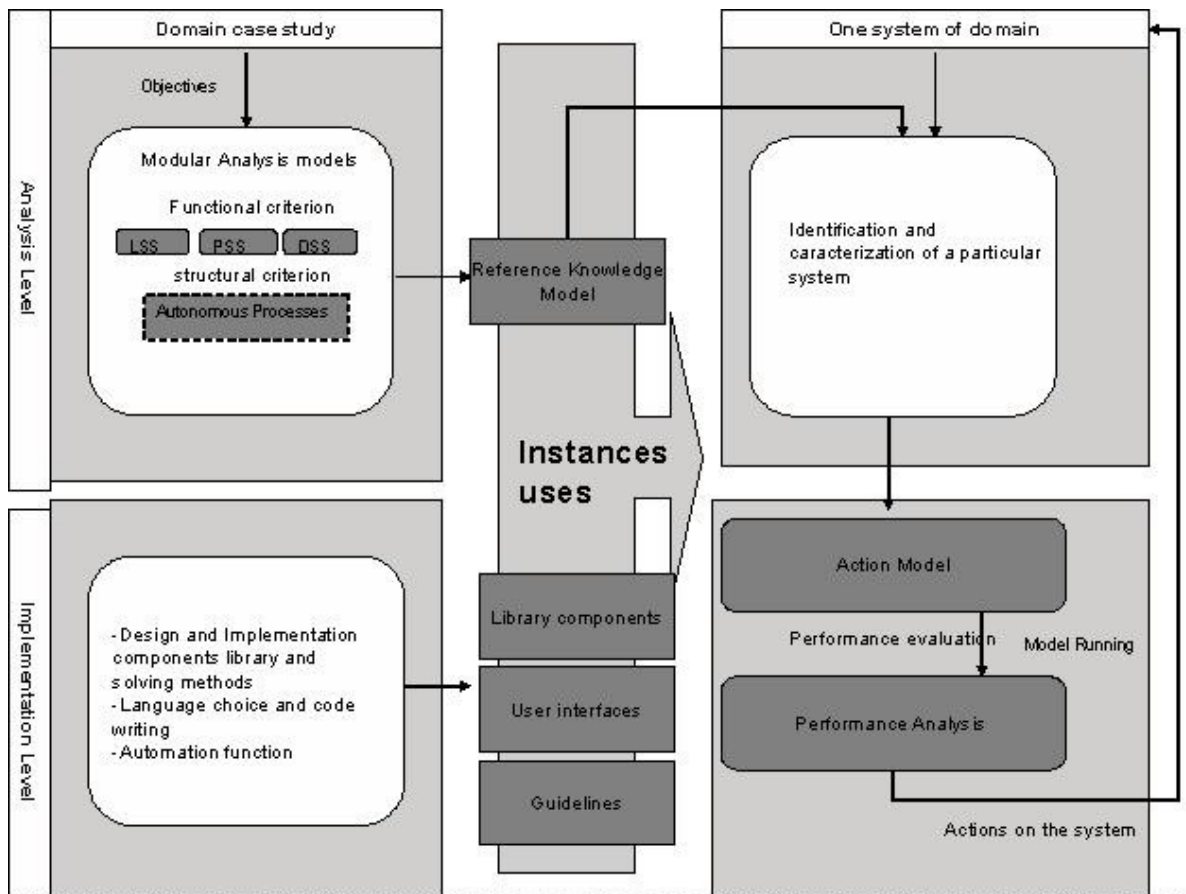 Domain case study
One system of domain
Objectives
Analysis Level
Modular Analysis models
Functional criterion
LSS
PSS
DSS
structural criterion
Autonomous Processes
Reference Knowledge
Model
Identification and
caracterization of a particular
system
Instances
uses
Implementation Level
- Design and Implementation
components library and
solving methods
- Language choice and code
writing
- Automation function
Library components
User interfaces
Guidelines
Action Model
Performance evaluation
Model Running
Performance Analysis
Actions on the system